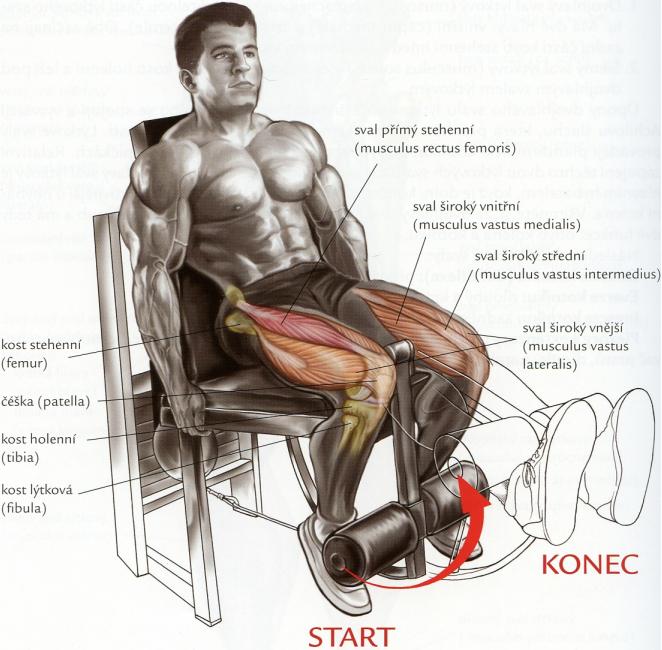 sval přímý stehenní
(musculus rectus femoris)
sval široký vnitřní
(musculus vastus medialis)
sval široký střední
(musculus vastus intermedius)
sval široký vnější
(musculus vastus
lateralis)
kost stehenní
(femur)
čéška (patella)
kost holenní
(tibia)
kost lýtková
(fibula)
KONEC
START